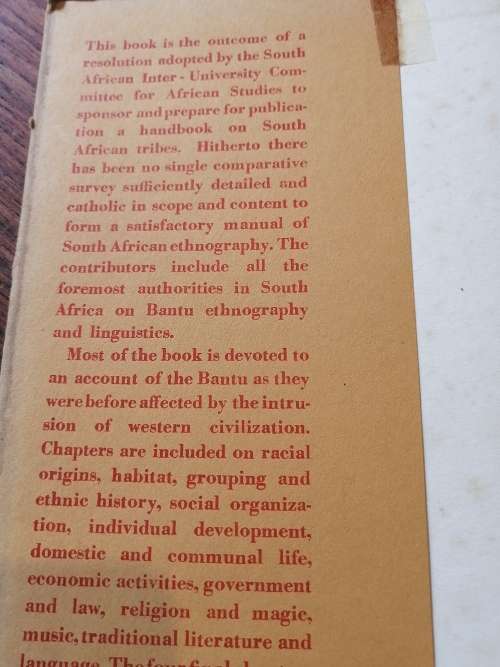 This book is the outcome of a
resolution adopted by the South
African Inter-University Com-
mittee for African Studies to
sponsor and prepare for publica-
tion a handbook on South
African tribes. Hitherto there
has been no single comparative
survey sufficiently detailed and
catholic in scope and content to
form a satisfactory manual of
South African ethnography. The
contributors include all the
foremost authorities in South
Africa on Bantu ethnography
and linguistics.
Most of the book is devoted to
an account of the Bantu as they
were before affected by the intru-
sion of western civilization.
Chapters are included on racial
origins, habitat, grouping and
ethnic history, social organiza-
tion, individual development,
domestic and communal life,
economic activities, government
and law, religion and magic,
music, traditional literature and
language. The four final